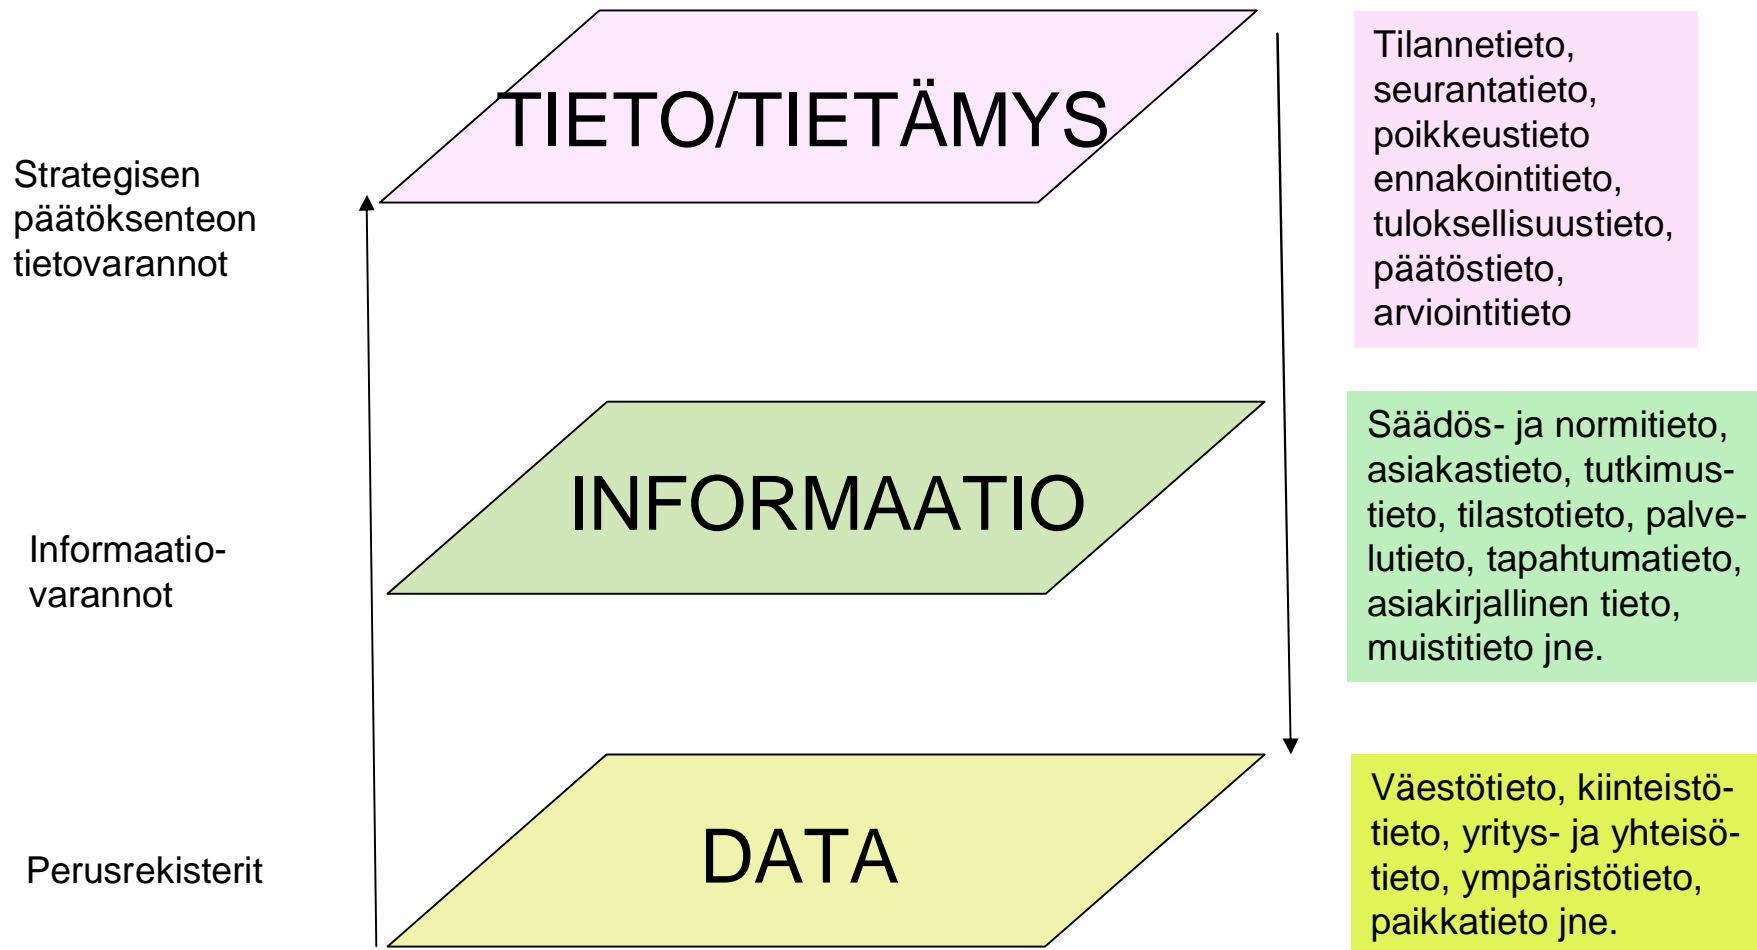 TIETO/TIETÄMYS
Strategisen
päätöksenteon
tietovarannot
Tilannetieto,
seurantatieto,
poikkeustieto
ennakointitieto,
tuloksellisuustieto,
päätöstieto,
arviointitieto
INFORMAATIO
Informaatio-
varannot
Säädös- ja normitieto,
asiakastieto, tutkimus-
tieto, tilastotieto, palve-
lutieto, tapahtumatieto,
asiakirjallinen tieto,
muistitieto jne.
DATA
Perusrekisterit
Väestötieto, kiinteistö-
tieto, yritys- ja yhteisö-
tieto, ympäristötieto,
paikkatieto jne.